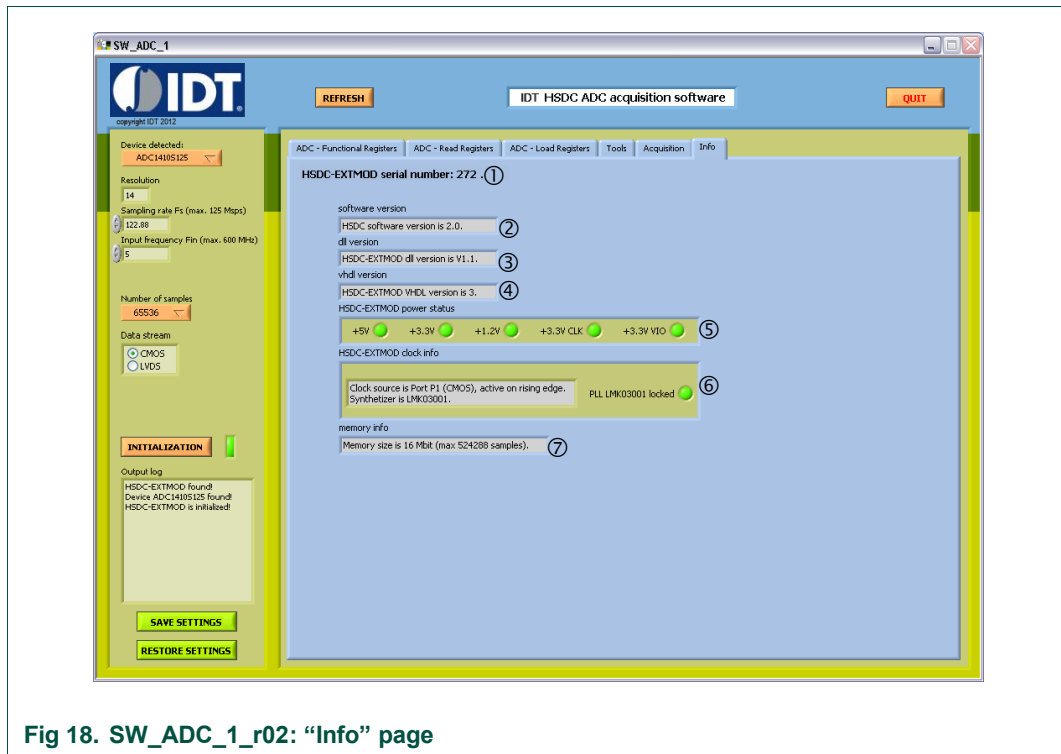 SW_ADC_1
IDT®
copyright IDT 2012
REFRESH
IDT HSDC ADC acquisition software
QUIT
Device detected:
ADC1410S125
Resolution
14
Sampling rate Fs (max. 125 Msps)
122.88
Input frequency Fin (max. 600 MHz)
5
Number of samples
65536
Data stream
CMOS
LVDS
INITIALIZATION
Output log
HSDC-EXTMOD found!
Device ADC1410S125 found!
HSDC-EXTMOD is initialized!
SAVE SETTINGS
RESTORE SETTINGS
ADC - Functional Registers
ADC - Read Registers
ADC - Load Registers
Tools
Acquisition
Info
HSDC-EXTMOD serial number: 272 . ①
software version
HSDC software version is 2.0. ②
dll version
HSDC-EXTMOD dll version is V1.1. ③
vhdl version
HSDC-EXTMOD VHDL version is 3. ④
HSDC-EXTMOD power status
+5V +3.3V +1.2V +3.3V CLK +3.3V VIO ⑤
HSDC-EXTMOD clock info
Clock source is Port P1 (CMOS), active on rising edge.
Synthetizer is LMK03001.
PLL LMK03001 locked ⑥
memory info
Memory size is 16 Mbit (max 524288 samples). ⑦
Fig 18. SW_ADC_1_r02: “Info” page